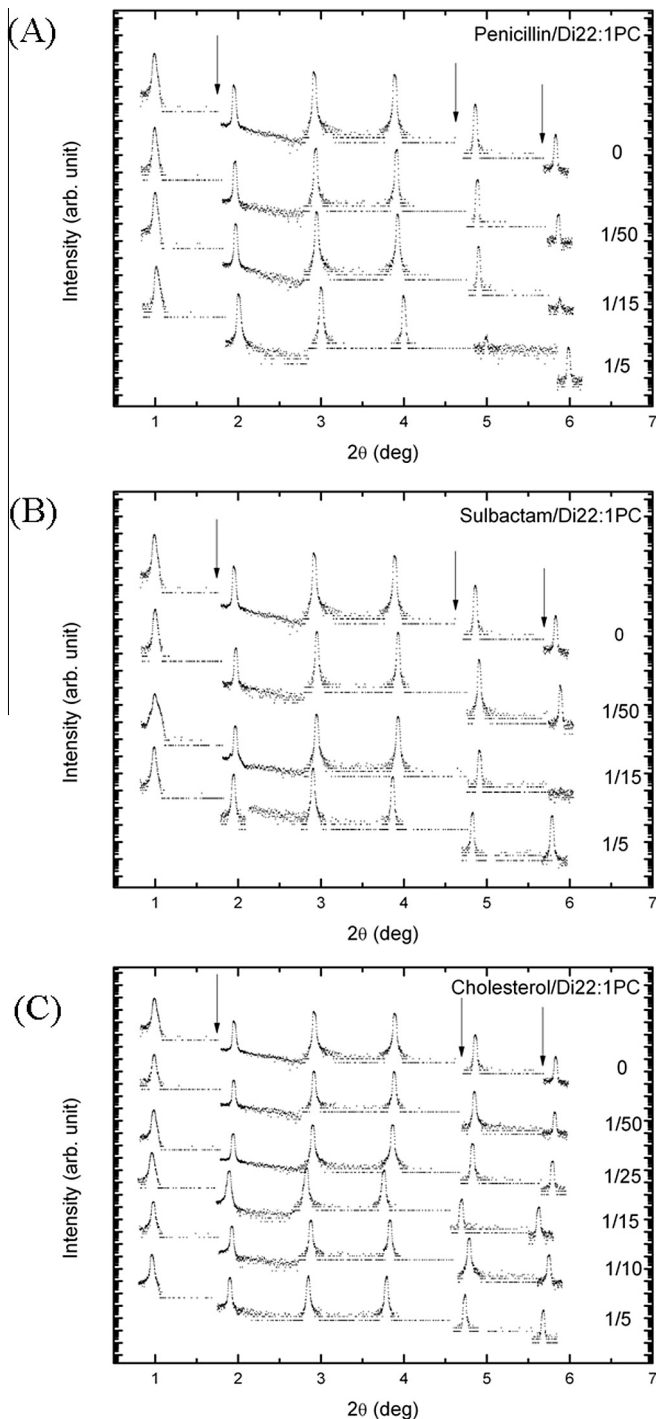 (A)
Penicillin/Di22:1PC
0
1/50
1/15
1/5
Intensity (arb. unit)
1 2 3 4 5 6 7
2θ (deg)
(B)
Sulbactam/Di22:1PC
0
1/50
1/15
1/5
Intensity (arb. unit)
1 2 3 4 5 6 7
2θ (deg)
(C)
Cholesterol/Di22:1PC
0
1/50
1/25
1/15
1/10
1/5
Intensity (arb. unit)
1 2 3 4 5 6 7
2θ (deg)